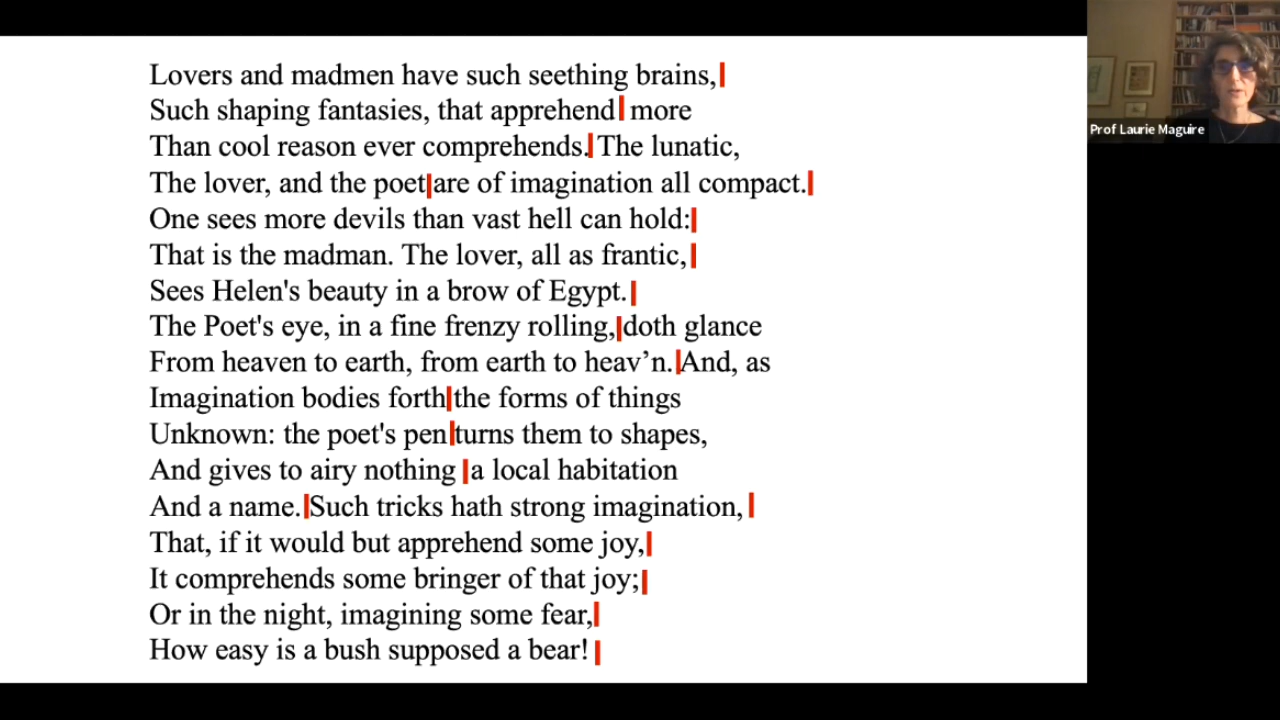 Lovers and madmen have such seething brains,
Such shaping fantasies, that apprehend more
Than cool reason ever comprehends. The lunatic,
The lover, and the poet are of imagination all compact.
One sees more devils than vast hell can hold:
That is the madman. The lover, all as frantic,
Sees Helen's beauty in a brow of Egypt.
The Poet's eye, in a fine frenzy rolling, doth glance
From heaven to earth, from earth to heav’n. And, as
Imagination bodies forth the forms of things
Unknown: the poet's pen turns them to shapes,
And gives to airy nothing a local habitation
And a name. Such tricks hath strong imagination,
That, if it would but apprehend some joy,
It comprehends some bringer of that joy;
Or in the night, imagining some fear,
How easy is a bush supposed a bear!
Prof Laurie Maguire